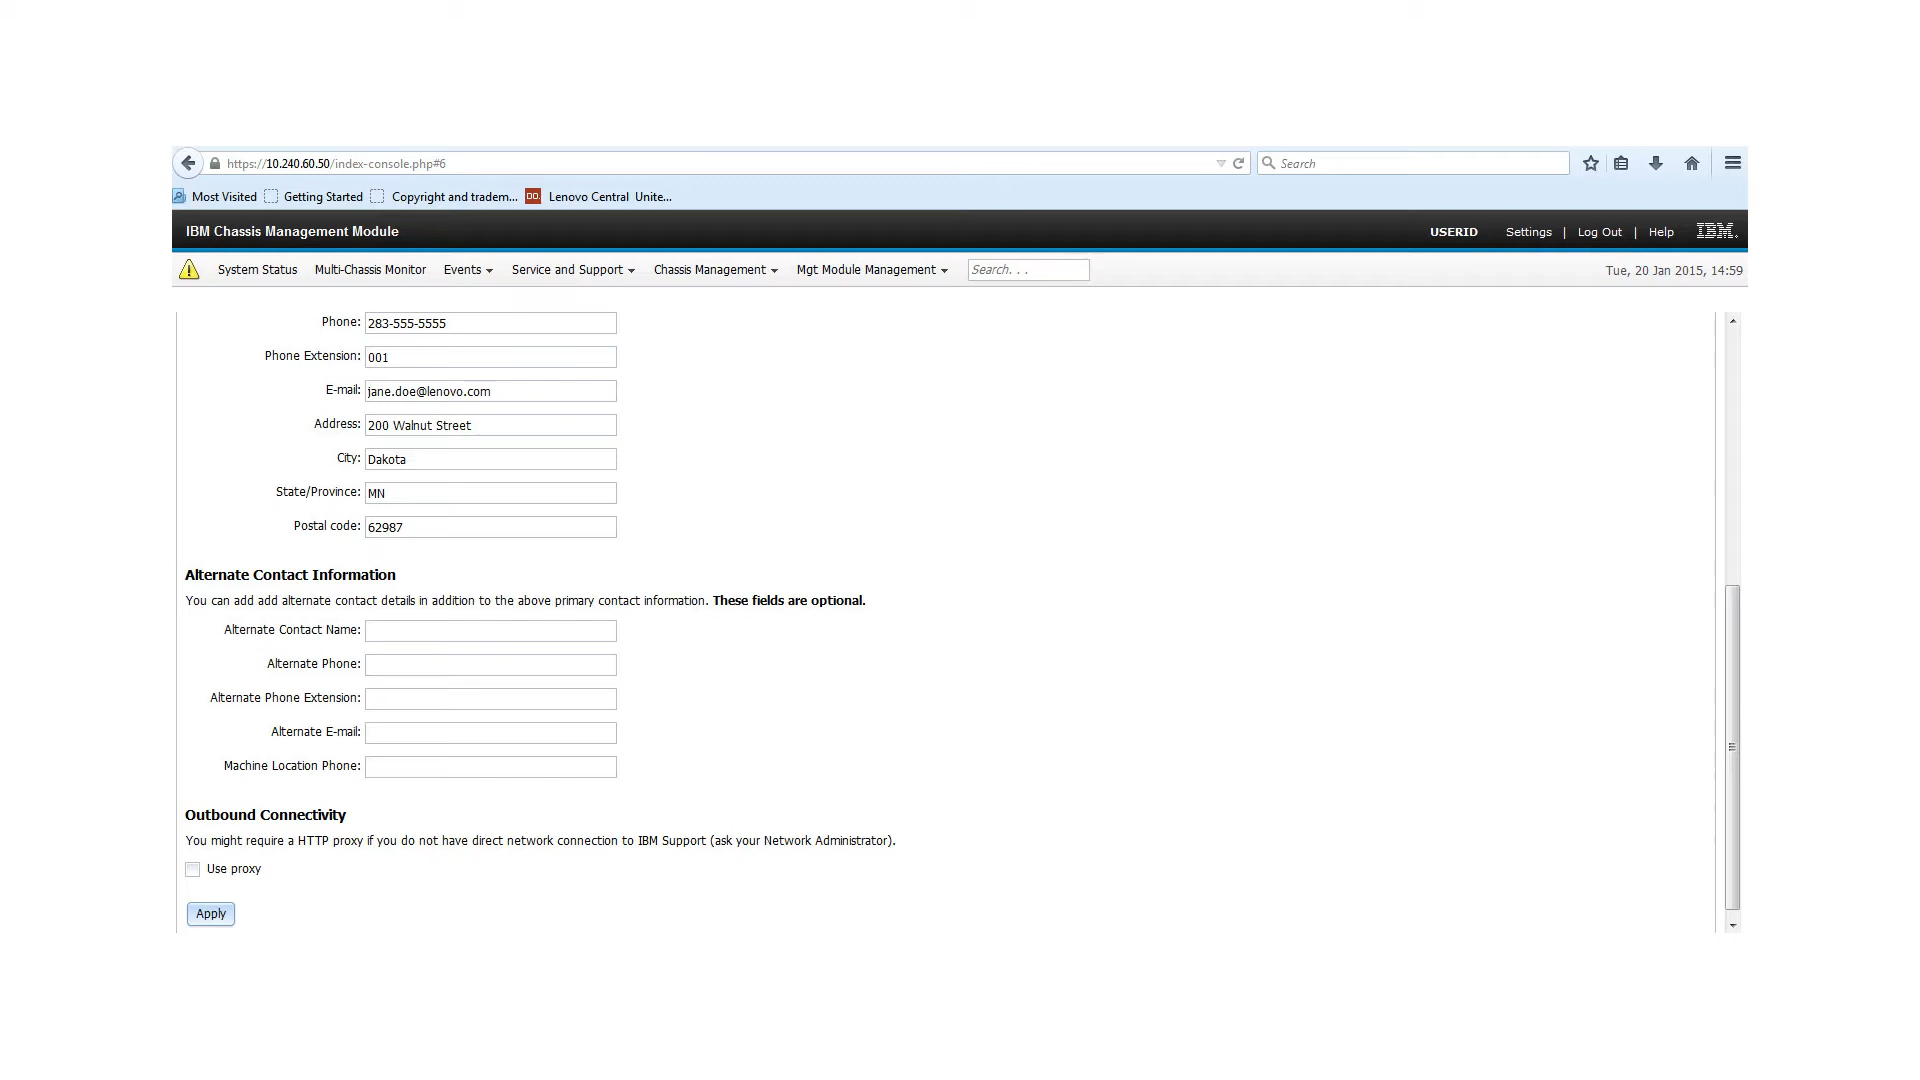 https://10.240.60.50/index-console.php#6 Search
Most Visited Getting Started Copyright and tradem... DO. Lenovo Central Unite...
IBM Chassis Management Module USERID Settings | Log Out | Help IBM.
System Status Multi-Chassis Monitor Events Service and Support Chassis Management Mgt Module Management Search. . . Tue, 20 Jan 2015, 14:59
Phone: 283-555-5555
Phone Extension: 001
E-mail: jane.doe@lenovo.com
Address: 200 Walnut Street
City: Dakota
State/Province: MN
Postal code: 62987
Alternate Contact Information
You can add add alternate contact details in addition to the above primary contact information. These fields are optional.
Alternate Contact Name:
Alternate Phone:
Alternate Phone Extension:
Alternate E-mail:
Machine Location Phone:
Outbound Connectivity
You might require a HTTP proxy if you do not have direct network connection to IBM Support (ask your Network Administrator).
Use proxy
Apply